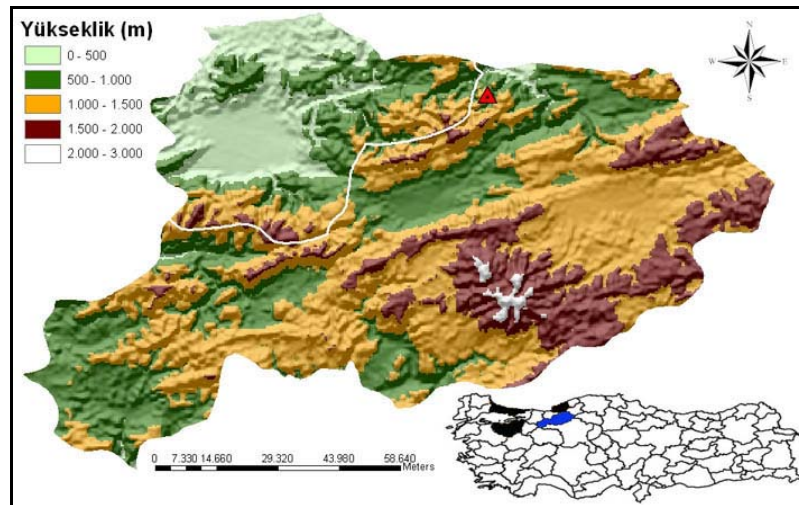 Yükseklik (m)
0 - 500
500 - 1.000
1.000 - 1.500
1.500 - 2.000
2.000 - 3.000
N
W
E
S
0 7.330 14.660 29.320 43.980 58.640
Meters